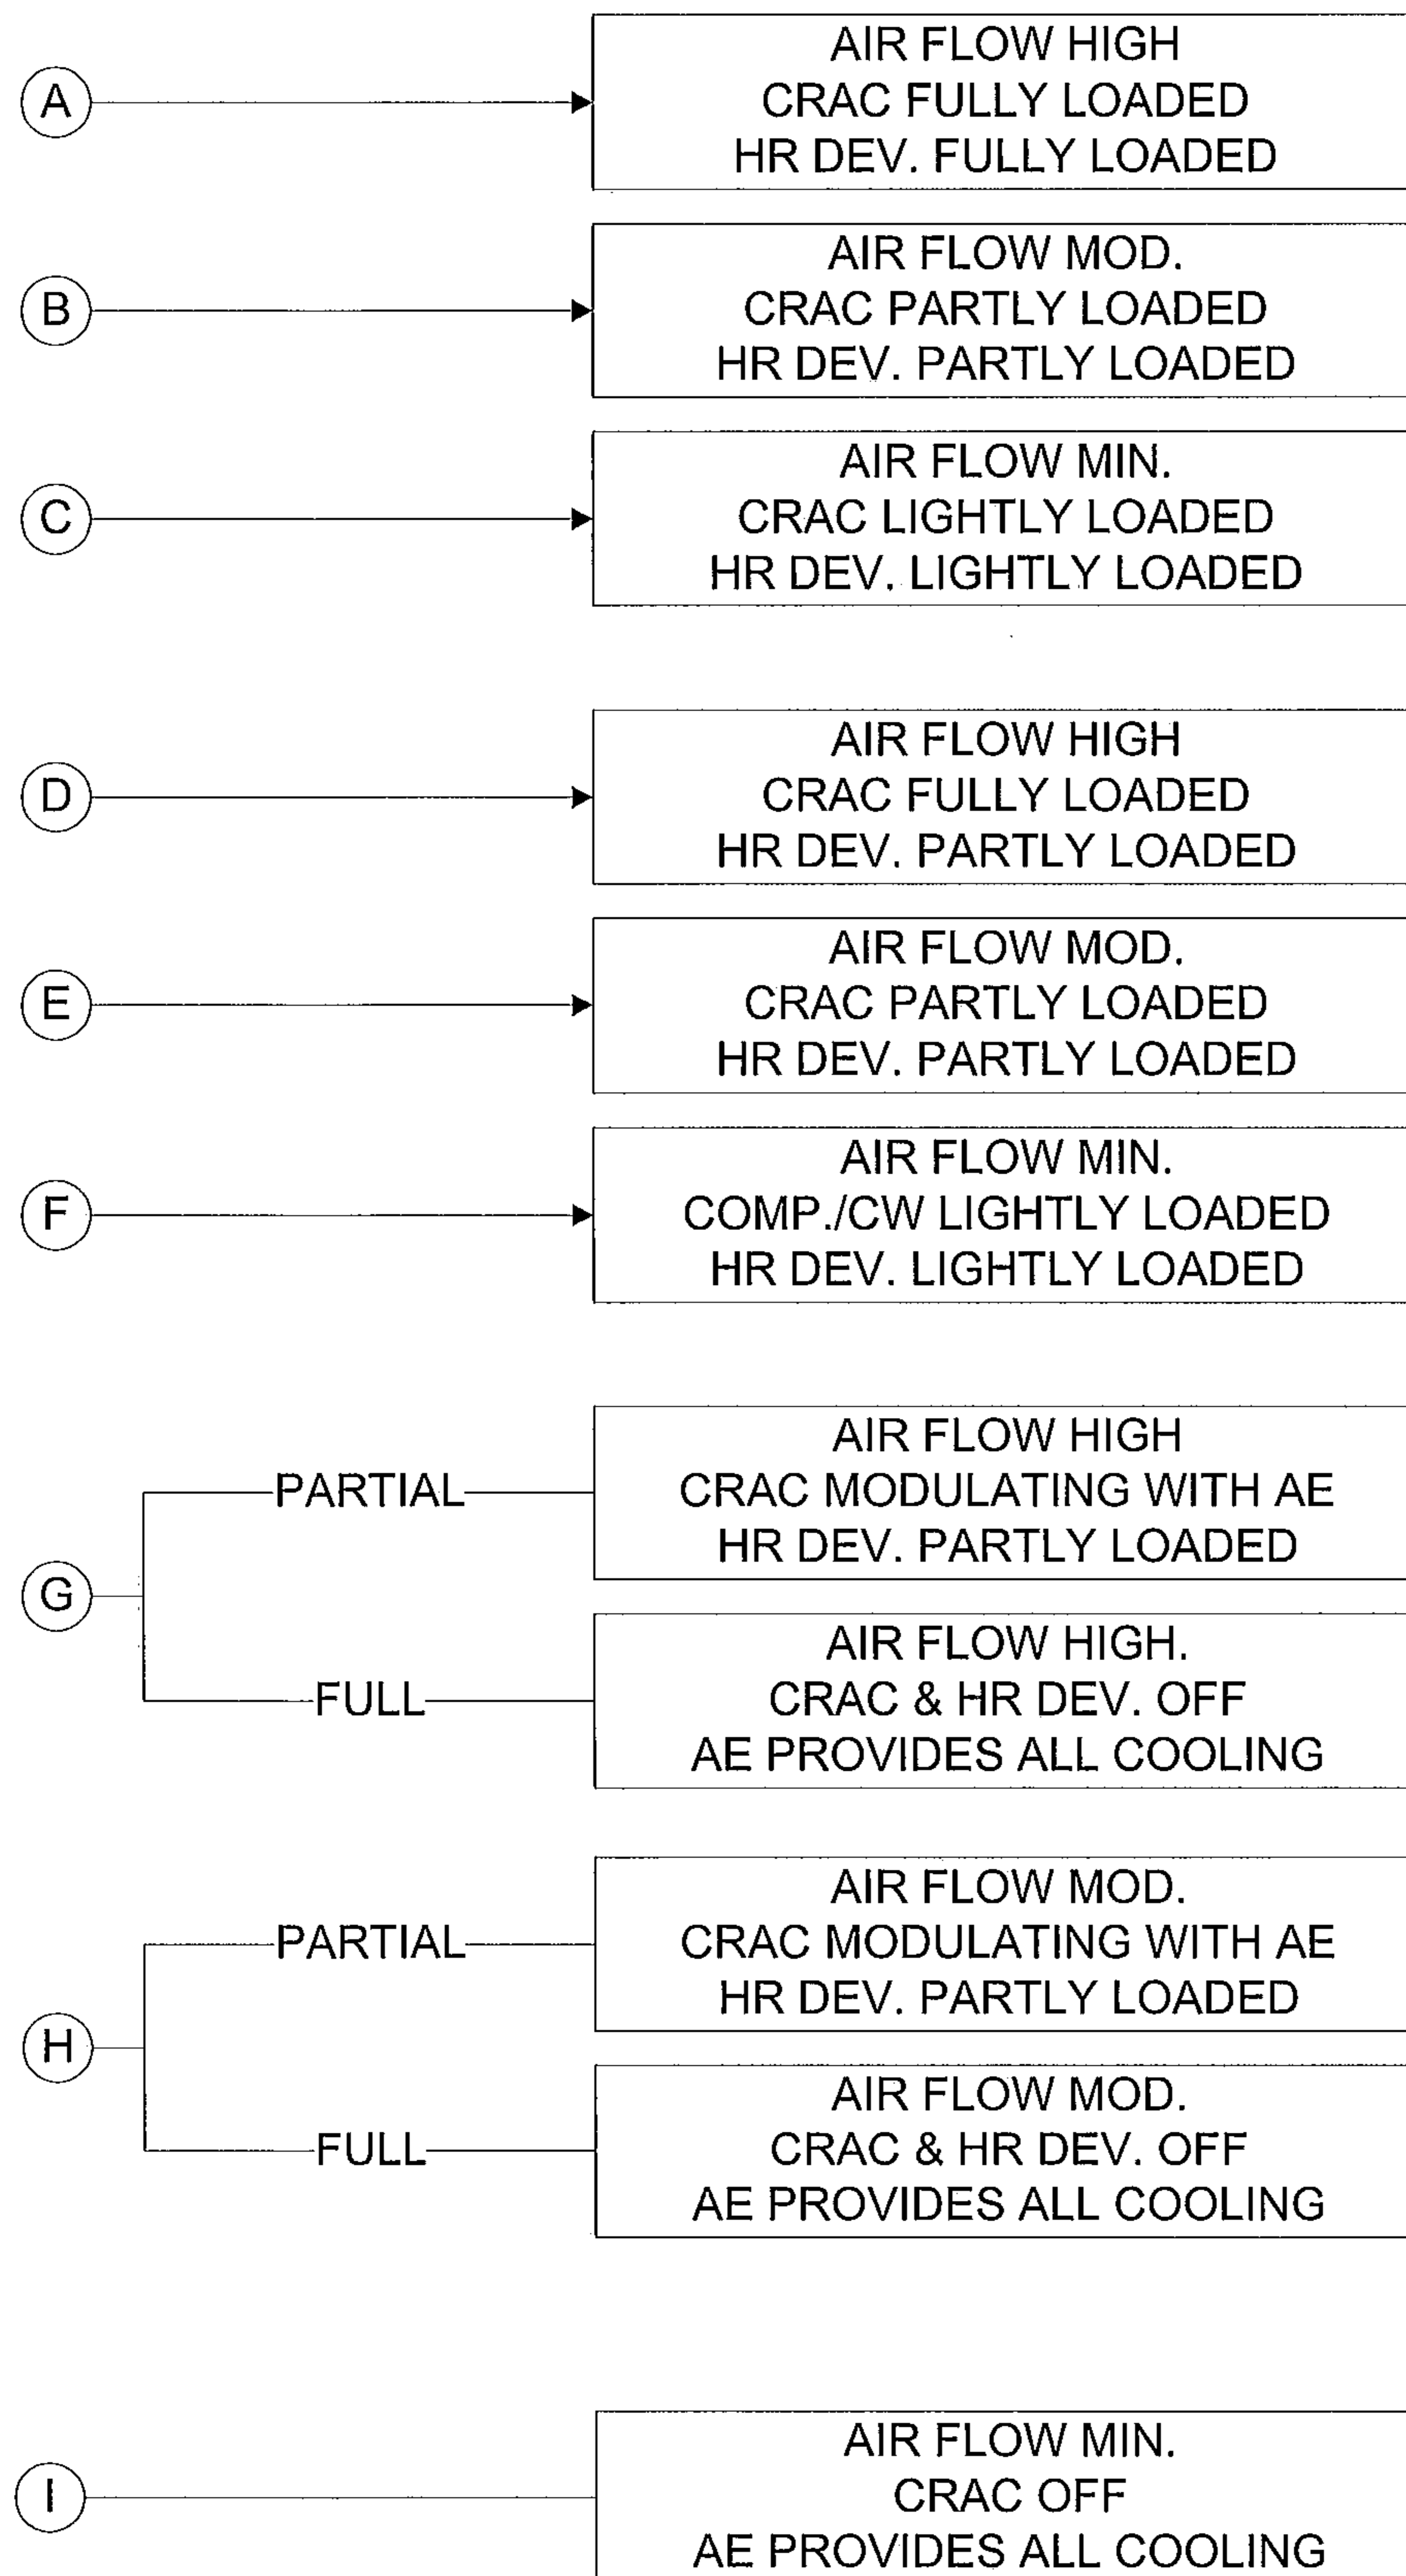 A
AIR FLOW HIGH
CRAC FULLY LOADED
HR DEV. FULLY LOADED
B
AIR FLOW MOD.
CRAC PARTLY LOADED
HR DEV. PARTLY LOADED
C
AIR FLOW MIN.
CRAC LIGHTLY LOADED
HR DEV. LIGHTLY LOADED
D
AIR FLOW HIGH
CRAC FULLY LOADED
HR DEV. PARTLY LOADED
E
AIR FLOW MOD.
CRAC PARTLY LOADED
HR DEV. PARTLY LOADED
F
AIR FLOW MIN.
COMP./CW LIGHTLY LOADED
HR DEV. LIGHTLY LOADED
G
PARTIAL
AIR FLOW HIGH
CRAC MODULATING WITH AE
HR DEV. PARTLY LOADED
FULL
AIR FLOW HIGH.
CRAC & HR DEV. OFF
AE PROVIDES ALL COOLING
H
PARTIAL
AIR FLOW MOD.
CRAC MODULATING WITH AE
HR DEV. PARTLY LOADED
FULL
AIR FLOW MOD.
CRAC & HR DEV. OFF
AE PROVIDES ALL COOLING
I
AIR FLOW MIN.
CRAC OFF
AE PROVIDES ALL COOLING